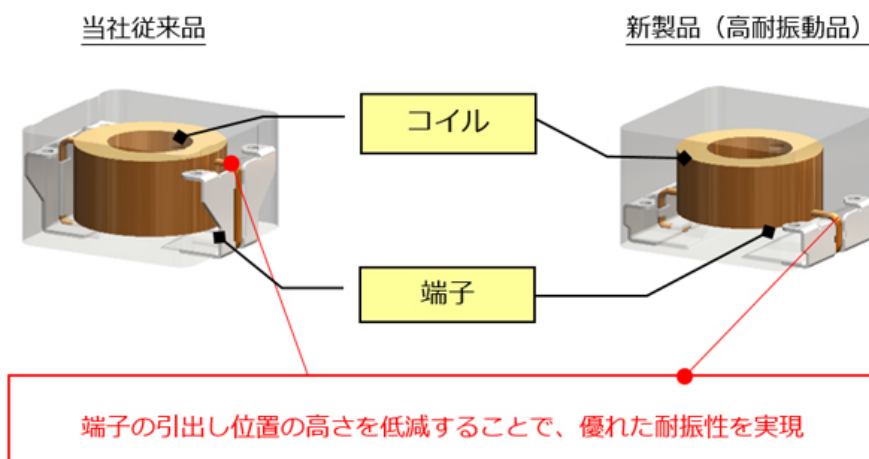 当社従来品
新製品（高耐振動品）
コイル
端子
端子の引出し位置の高さを低減することで、優れた耐振性を実現